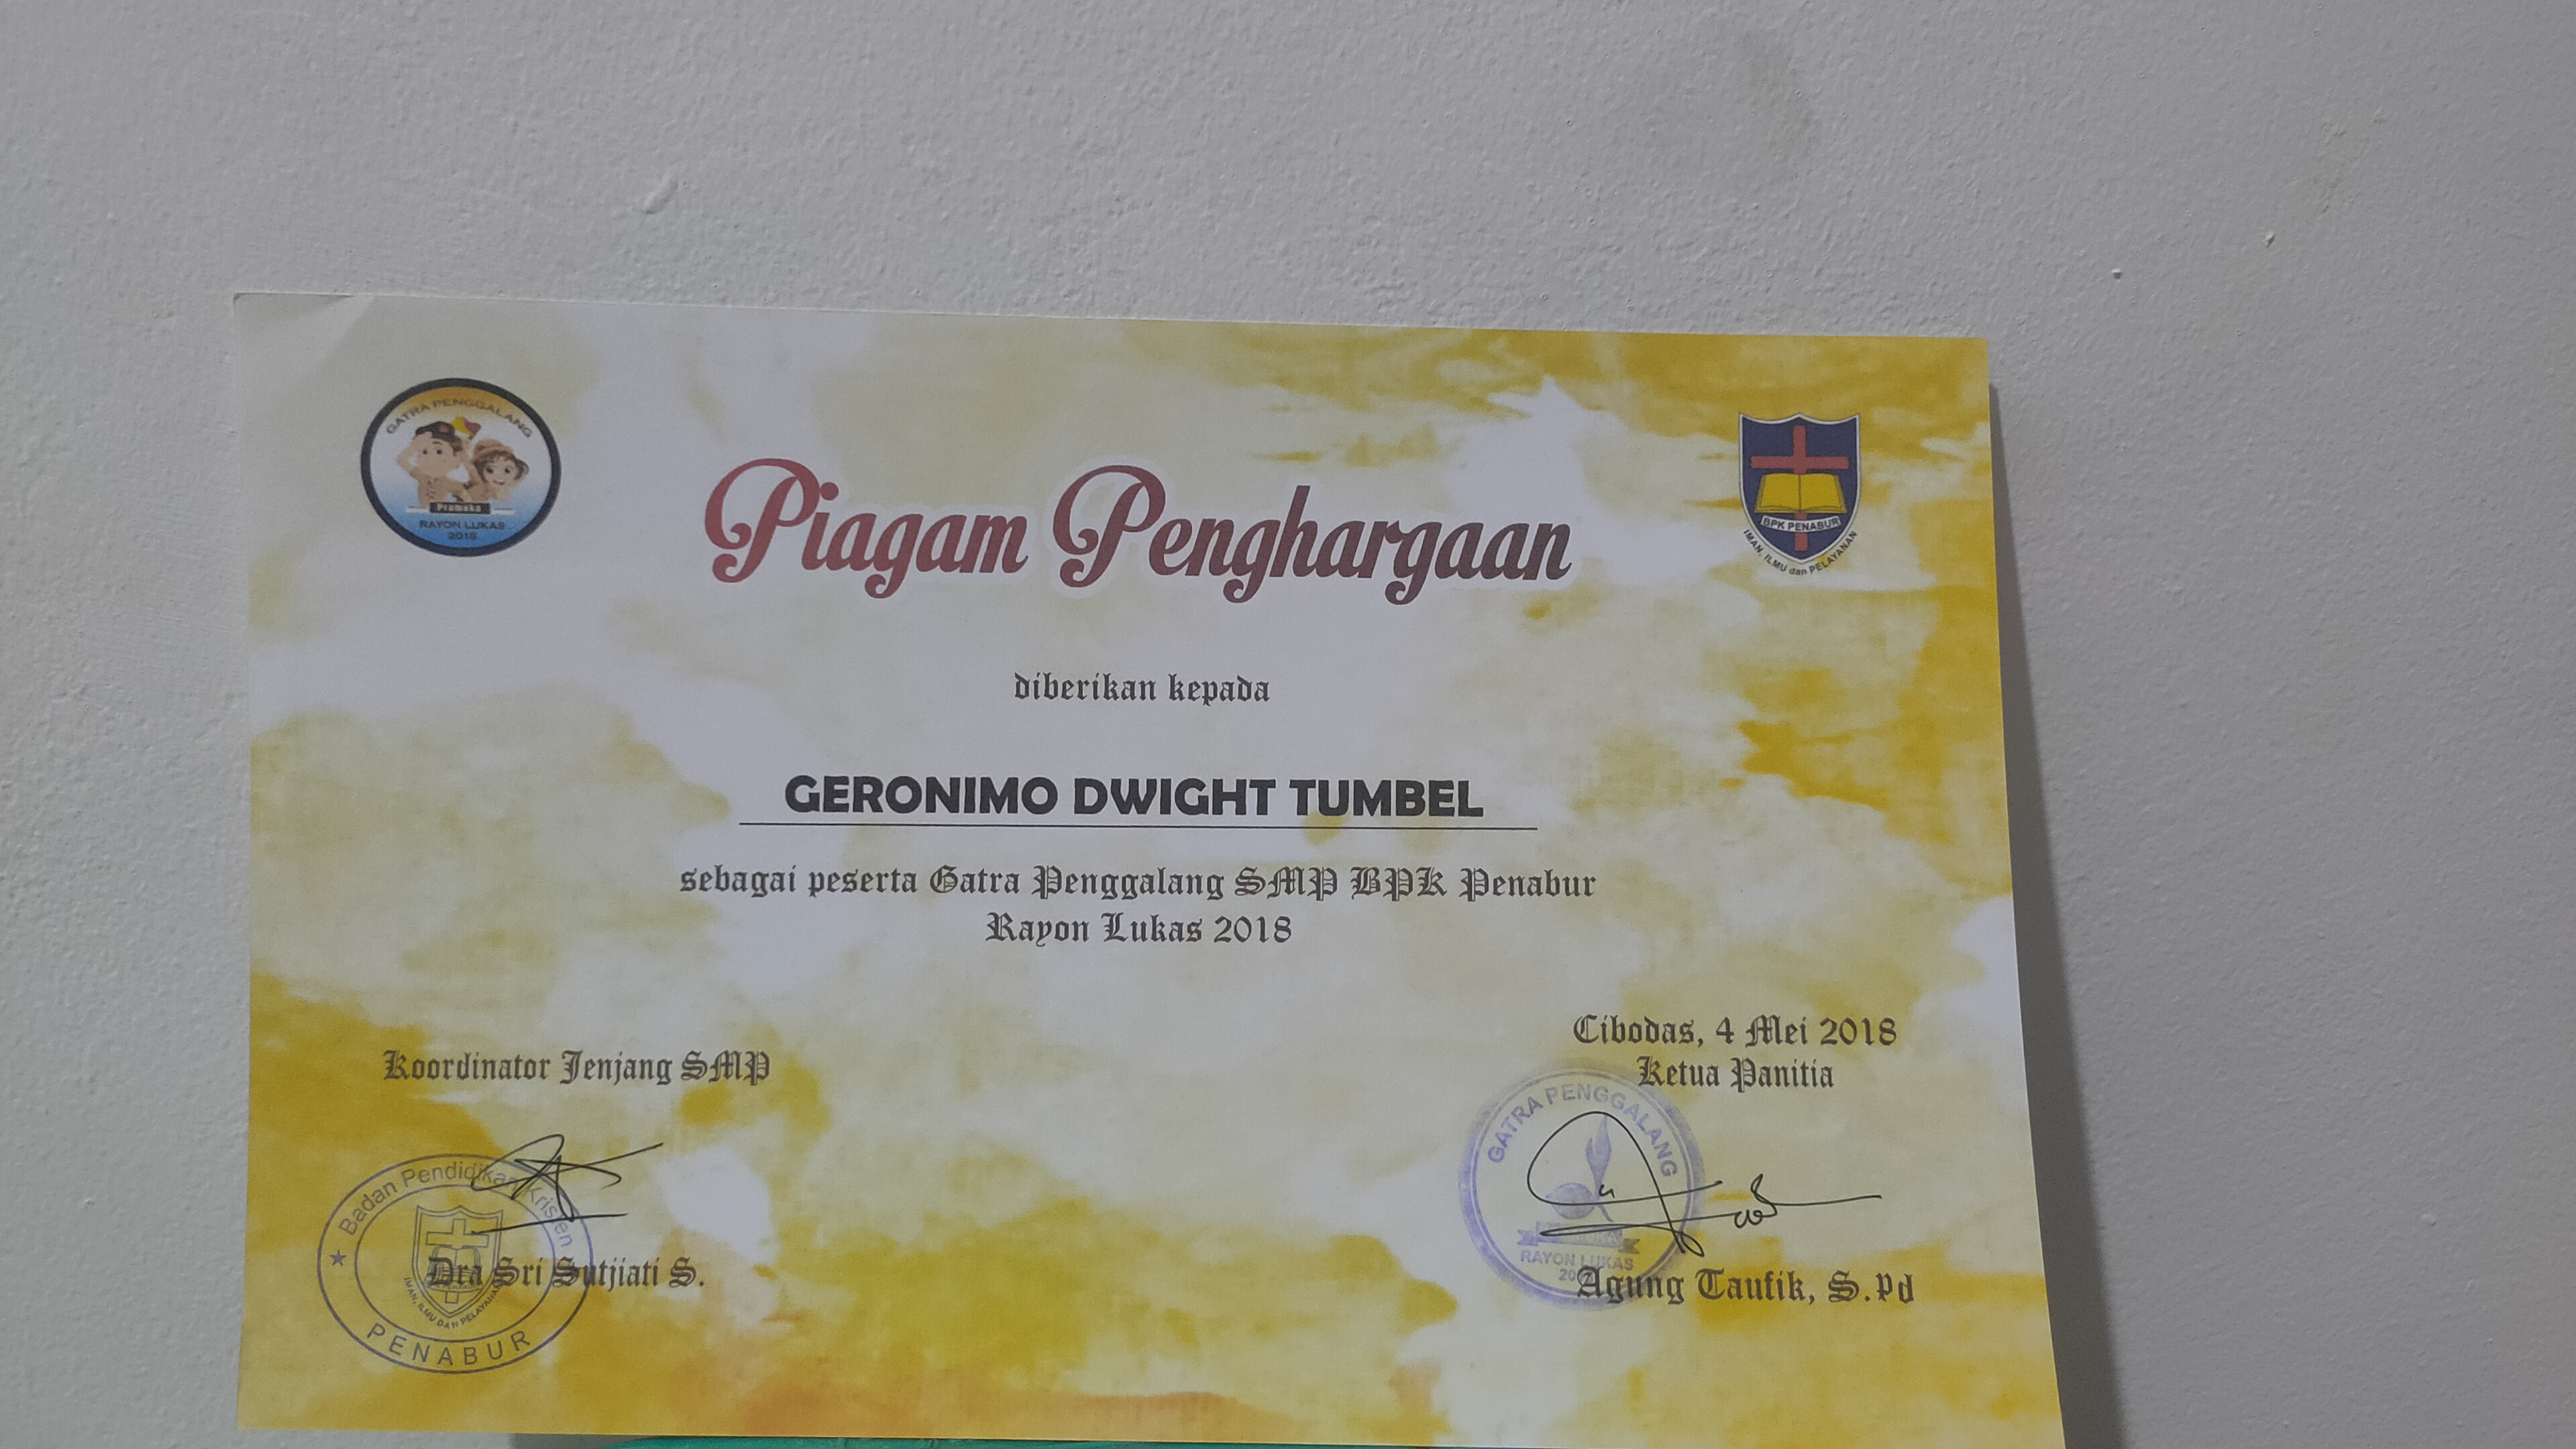 GATRA PENGGALANG
Pramuka
RAYON LUKAS
2018
BPK PENABUR
IMAN, ILMU dan PELAYANAN
Piagam Penghargaan
diberikan kepada
GERONIMO DWIGHT TUMBEL
sebagai peserta Gatra Penggalang SMP BPK Penabur
Rayon Lukas 2018
Koordinator Jenjang SMP
Badan Pendidikan Kristen
IMAN, ILMU DAN PELAYANAN
PENABUR
Dra Sri Sutjiati S.
Cibodas, 4 Mei 2018
Ketua Panitia
GATRA PENGGALANG
RAYON LUKAS
Agung Taufik, S.Pd